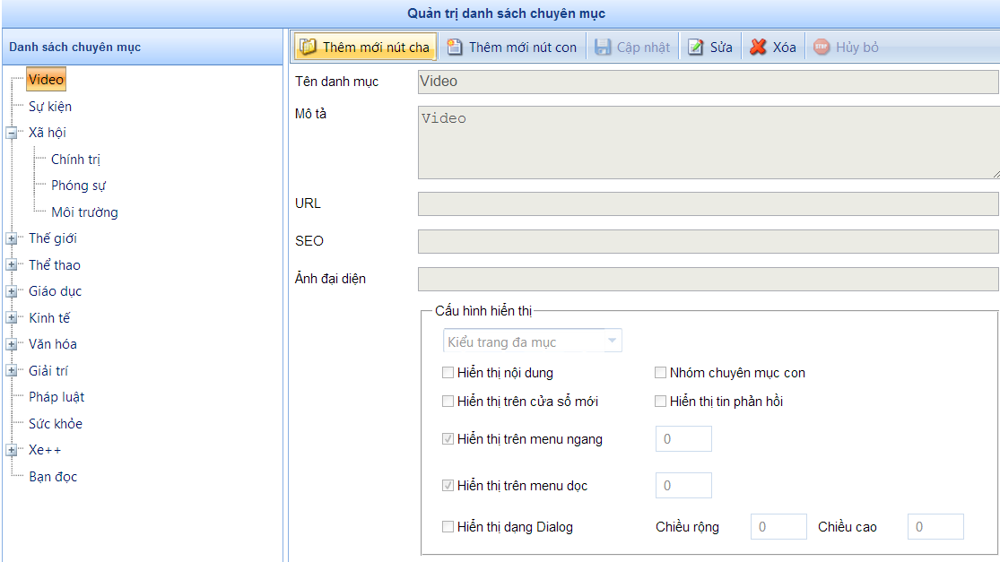 Quản trị danh sách chuyên mục
Danh sách chuyên mục
Video
Sự kiện
Xã hội
Chính trị
Phóng sự
Môi trường
Thế giới
Thể thao
Giáo dục
Kinh tế
Văn hóa
Giải trí
Pháp luật
Sức khỏe
Xe++
Bạn đọc
Thêm mới nút cha Thêm mới nút con Cập nhật Sửa Xóa STOP Hủy bỏ
Tên danh mục Video
Mô tả Video
URL
SEO
Ảnh đại diện
Cấu hình hiển thị
Kiểu trang đa mục
Hiển thị nội dung Nhóm chuyên mục con
Hiển thị trên cửa sổ mới Hiển thị tin phản hồi
Hiển thị trên menu ngang 0
Hiển thị trên menu dọc 0
Hiển thị dạng Dialog Chiều rộng 0 Chiều cao 0